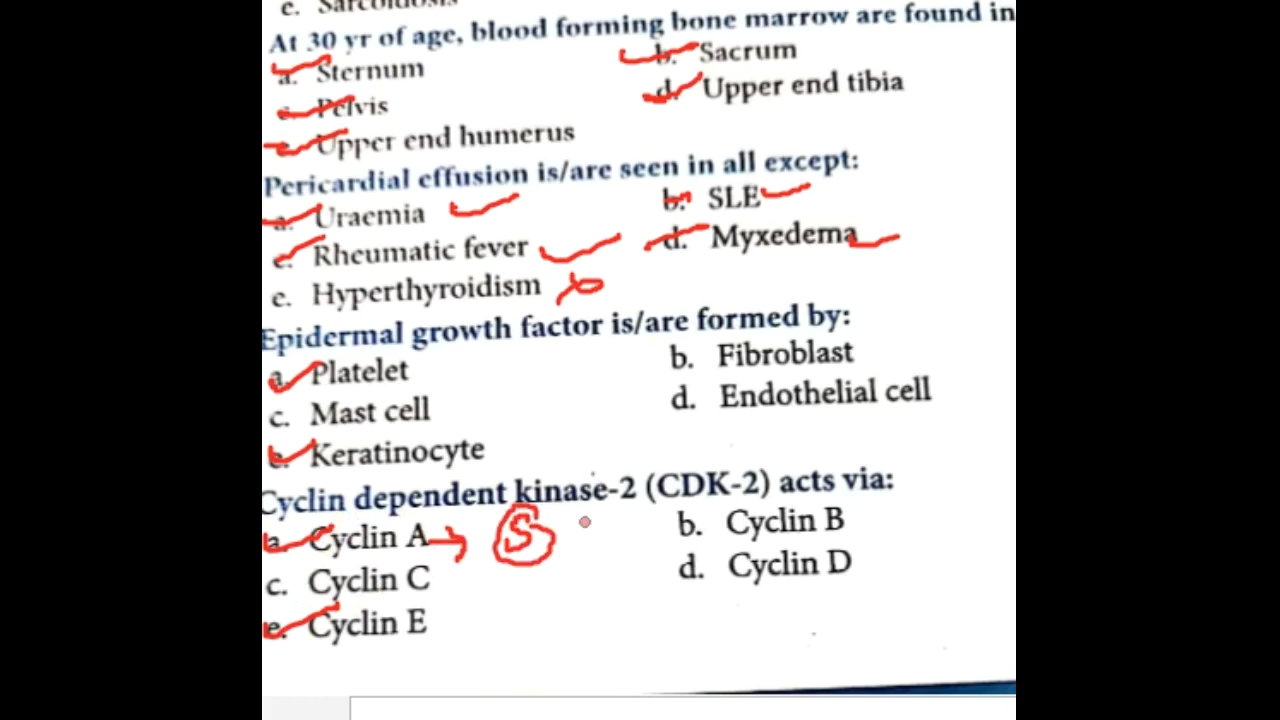 e. Sarcoidosis
At 30 yr of age, blood forming bone marrow are found in
a. Sternum b. Sacrum
c. Pelvis d. Upper end tibia
e. Upper end humerus
Pericardial effusion is/are seen in all except:
a. Uraemia b. SLE
c. Rheumatic fever d. Myxedema
e. Hyperthyroidism
Epidermal growth factor is/are formed by:
a. Platelet b. Fibroblast
c. Mast cell d. Endothelial cell
e. Keratinocyte
Cyclin dependent kinase-2 (CDK-2) acts via:
a. Cyclin A → S b. Cyclin B
c. Cyclin C d. Cyclin D
e. Cyclin E